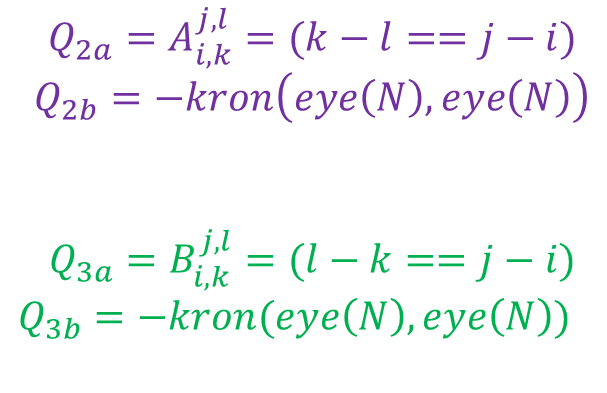 Q_{2a} = A_{i,k}^{j,l} = (k − l == j − i)
Q_{2b} = −kron(eye(N), eye(N))
Q_{3a} = B_{i,k}^{j,l} = (l − k == j − i)
Q_{3b} = −kron(eye(N), eye(N))